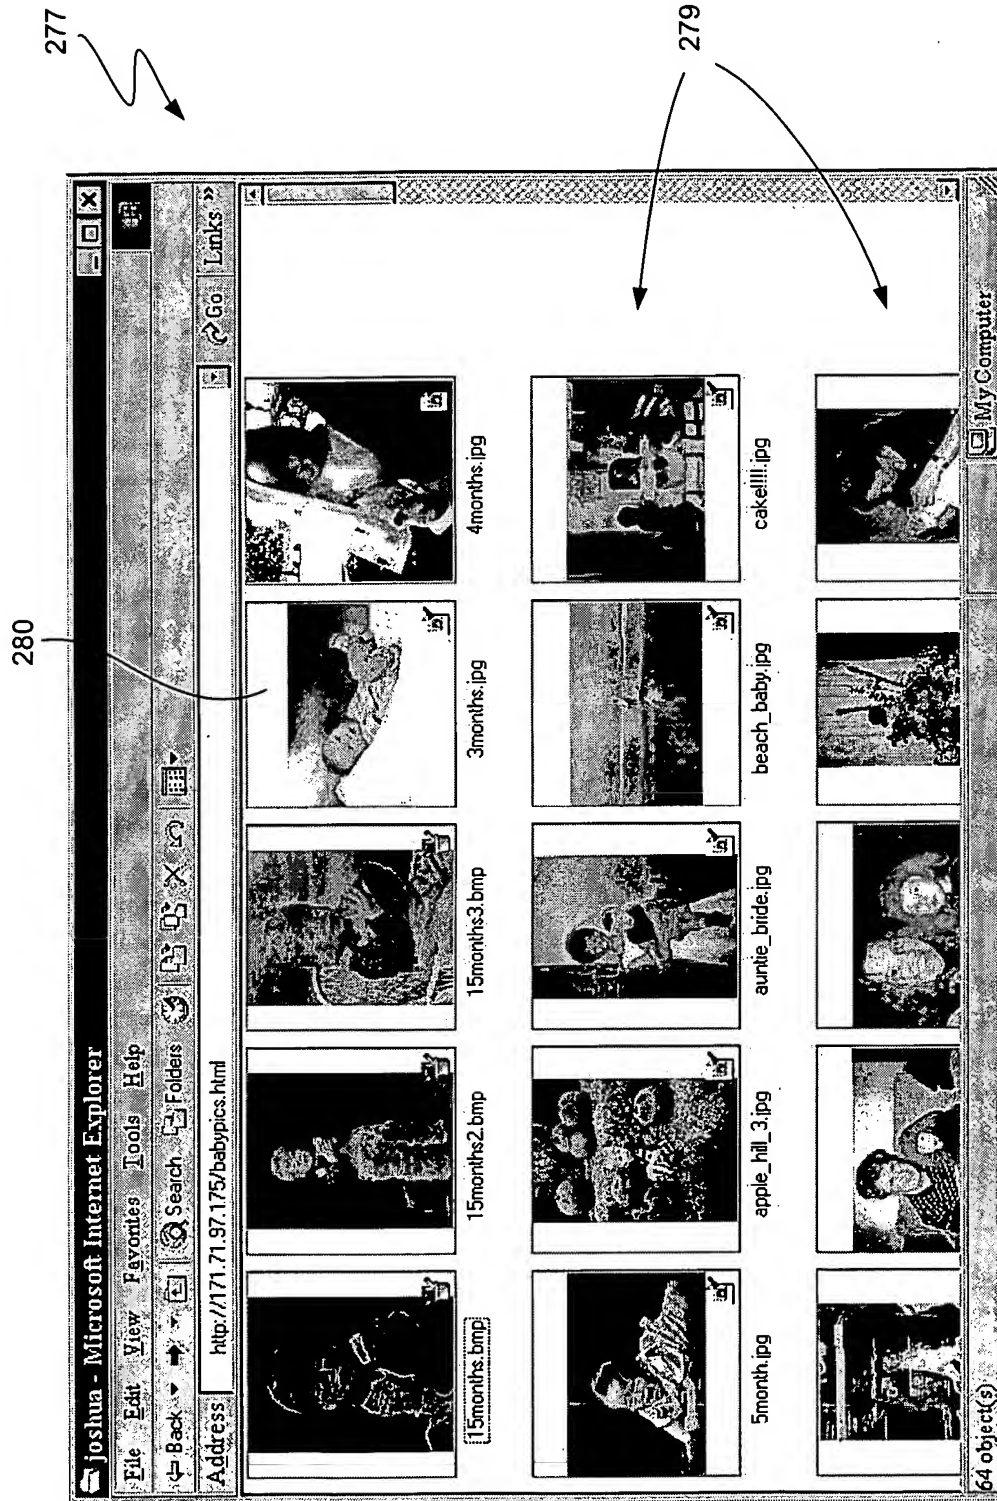 277
joshua - Microsoft Internet Explorer
File Edit View Favorites Tools Help
Back Search Folders
Address http://171.71.97.175/babypics.html Go Links »
280
15months.bmp 15months2.bmp 15months3.bmp 3months.jpg 4months.jpg
279
5month.jpg apple_hill_3.jpg auntie_bride.jpg beach_baby.jpg cake!!!!.jpg
64 object(s) My Computer